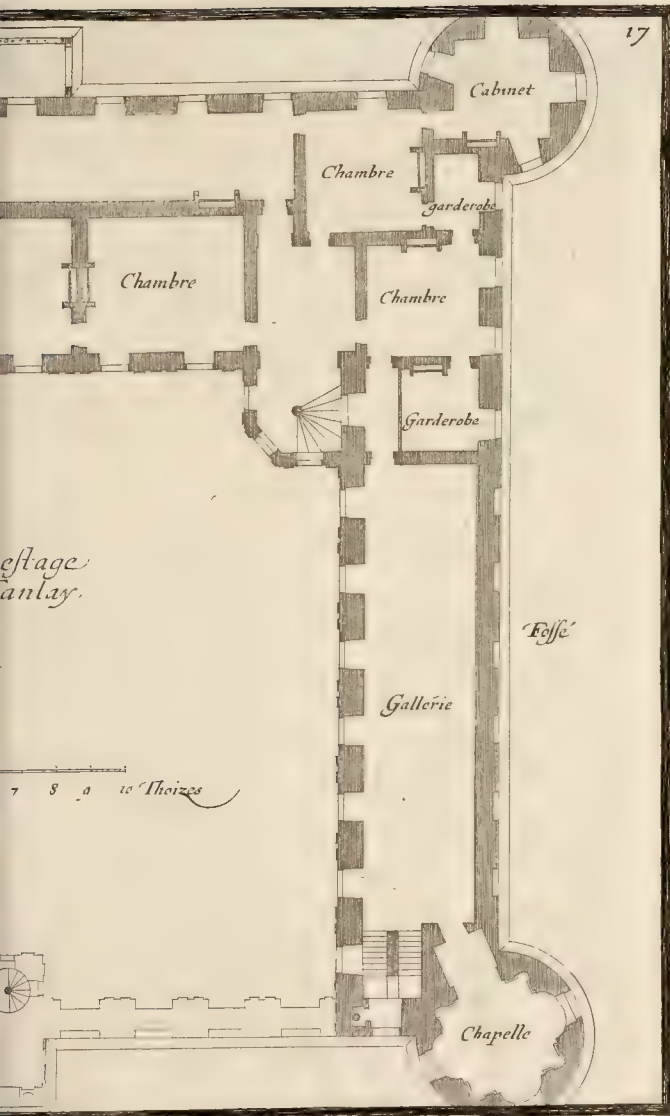 17
Cabinet
Chambre
garderobe
Chambre
Chambre
Garderobe
estage
anlay.
Fossé
Gallerie
7 8 9 10 Thoizes
Chapelle